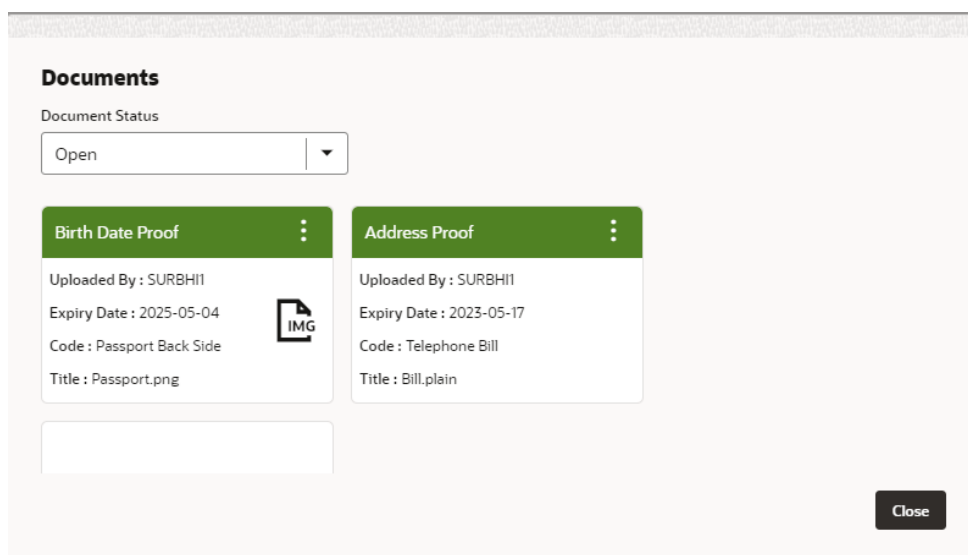 Documents
Document Status
Open
Birth Date Proof
Uploaded By : SURBHI1
Expiry Date : 2025-05-04
Code : Passport Back Side
Title : Passport.png
IMG
Address Proof
Uploaded By : SURBHI1
Expiry Date : 2023-05-17
Code : Telephone Bill
Title : Bill.plain
Close